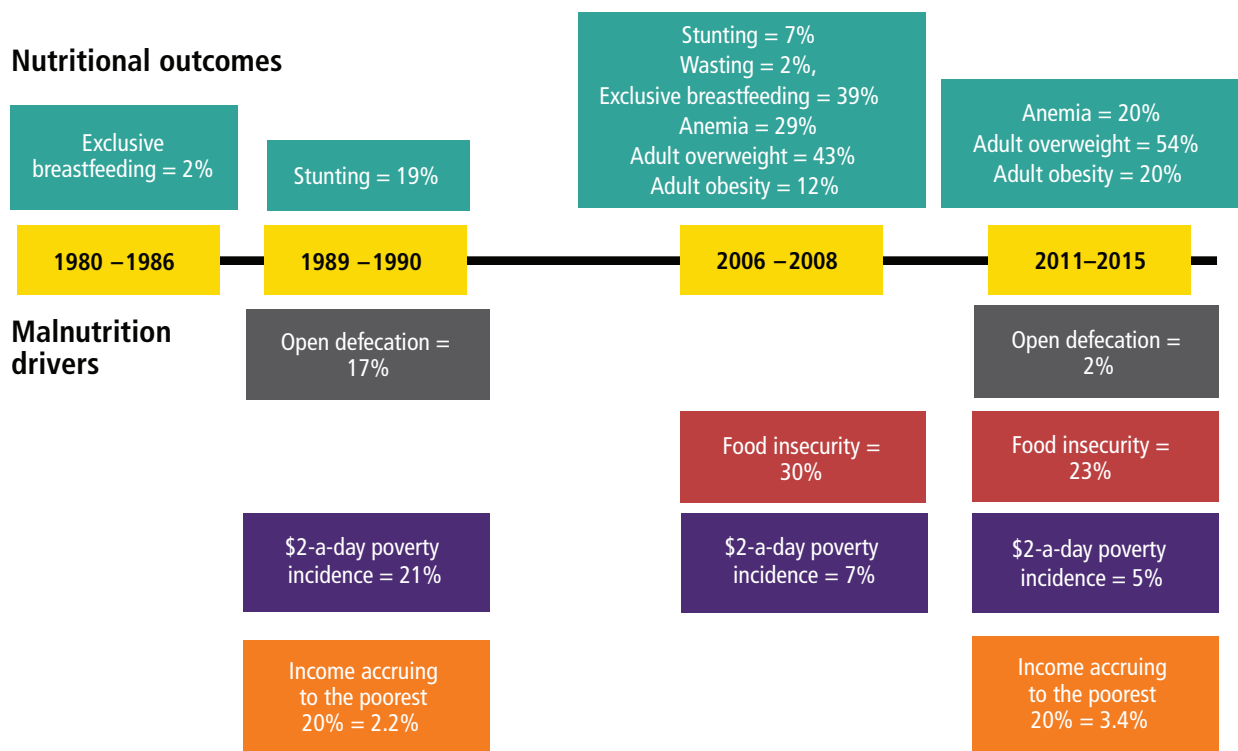 Nutritional outcomes
Exclusive
breastfeeding = 2%
Stunting = 19%
Stunting = 7%
Wasting = 2%,
Exclusive breastfeeding = 39%
Anemia = 29%
Adult overweight = 43%
Adult obesity = 12%
Anemia = 20%
Adult overweight = 54%
Adult obesity = 20%
1980 –1986
1989 –1990
2006 –2008
2011–2015
Malnutrition
drivers
Open defecation =
17%
Open defecation =
2%
Food insecurity =
30%
Food insecurity =
23%
$2-a-day poverty
incidence = 21%
$2-a-day poverty
incidence = 7%
$2-a-day poverty
incidence = 5%
Income accruing
to the poorest
20% = 2.2%
Income accruing
to the poorest
20% = 3.4%